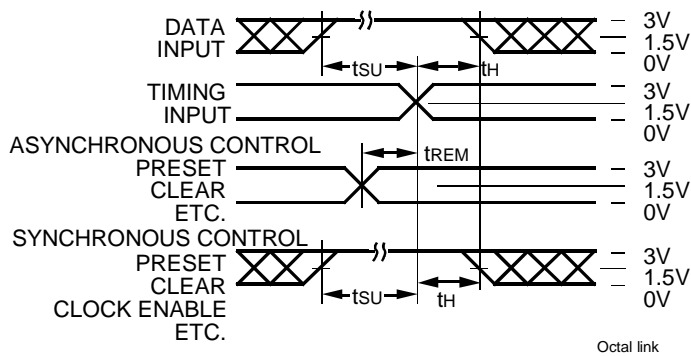 DATA
INPUT
3V
1.5V
0V
tSU
tH
TIMING
INPUT
3V
1.5V
0V
ASYNCHRONOUS CONTROL
PRESET
CLEAR
ETC.
tREM
3V
1.5V
0V
SYNCHRONOUS CONTROL
PRESET
CLEAR
CLOCK ENABLE
ETC.
3V
1.5V
0V
tSU
tH
Octal link